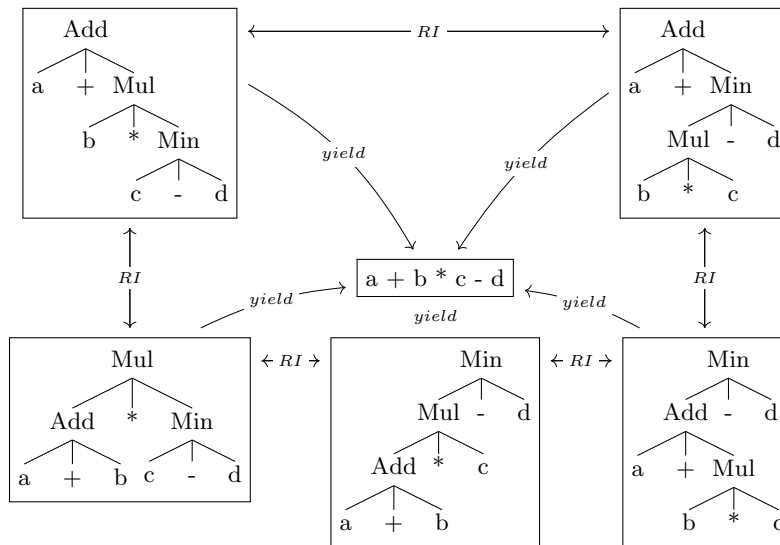 Add
a + Mul
b * Min
c - d
RI
Add
a + Min
Mul - d
b * c
yield
yield
RI
a + b * c - d
RI
yield
yield
yield
Mul
Add * Min
a + b c - d
RI
Min
Mul - d
Add * c
a + b
RI
Min
Add - d
a + Mul
b * c